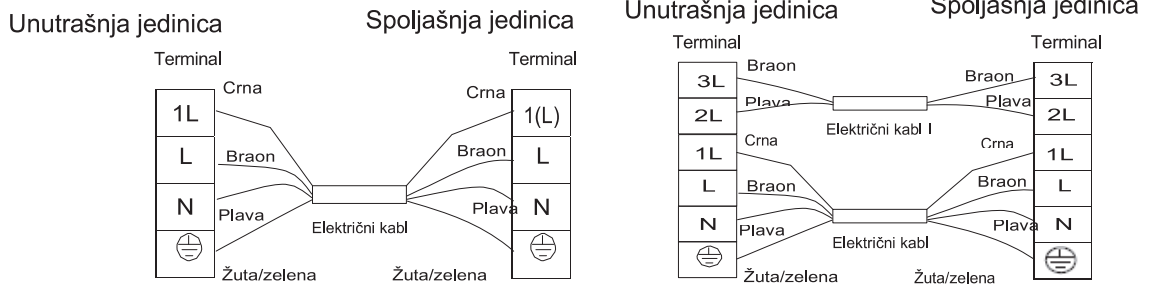 Unutrašnja jedinica
Spoljašnja jedinica
Terminal
Terminal
Crna
Crna
1L
1(L)
Braon
Braon
L
L
N
Plava
Plava
N
Električni kabl
Žuta/zelena
Žuta/zelena
Unutrašnja jedinica
Spoljašnja jedinica
Terminal
Terminal
Braon
Braon
3L
3L
Plava
Plava
2L
2L
Električni kabl I
Crna
Crna
1L
1L
Braon
Braon
L
L
N
Plava
Plava
N
Električni kabl
Žuta/zelena
Žuta/zelena